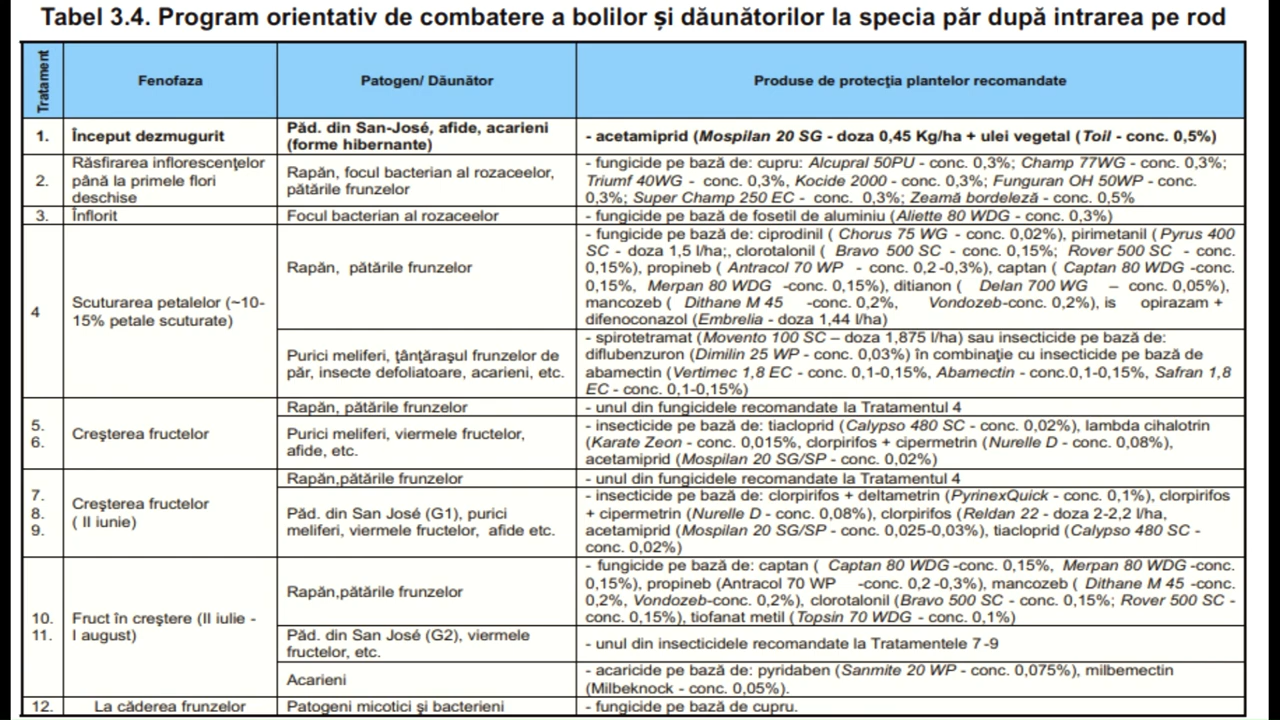 Tabel 3.4. Program orientativ de combatere a bolilor și dăunătorilor la specia păr după intrarea pe rod
Tratament
Fenofaza
Patogen/ Dăunător
Produse de protecţia plantelor recomandate
1.
Început dezmugurit
Păd. din San-José, afide, acarieni
(forme hibernante)
- acetamiprid (Mospilan 20 SG - doza 0,45 Kg/ha + ulei vegetal (Toil - conc. 0,5%)
2.
Răsfirarea inflorescenţelor
până la primele flori
deschise
Rapăn, focul bacterian al rozaceelor,
pătările frunzelor
- fungicide pe bază de: cupru: Alcupral 50PU - conc. 0,3%; Champ 77WG - conc. 0,3%;
Triumf 40WG - conc. 0,3%, Kocide 2000 - conc. 0,3%; Funguran OH 50WP - conc.
0,3%; Super Champ 250 EC - conc. 0,3%; Zeamă bordeleză - conc. 0,5%
3.
Înflorit
Focul bacterian al rozaceelor
- fungicide pe bază de fosetil de aluminiu (Aliette 80 WDG - conc. 0,3%)
4
Scuturarea petalelor (~10-
15% petale scuturate)
Rapăn, pătările frunzelor
- fungicide pe bază de: ciprodinil ( Chorus 75 WG - conc. 0,02%), pirimetanil ( Pyrus 400
SC - doza 1,5 l/ha;, clorotalonil ( Bravo 500 SC - conc. 0,15%; Rover 500 SC - conc.
0,15%), propineb ( Antracol 70 WP - conc. 0,2 -0,3%), captan ( Captan 80 WDG -conc.
0,15%, Merpan 80 WDG -conc. 0,15%), ditianon ( Delan 700 WG – conc. 0,05%),
mancozeb ( Dithane M 45 -conc. 0,2%, Vondozeb-conc. 0,2%), is opirazam +
difenoconazol (Embrelia - doza 1,44 l/ha)
Purici meliferi, ţânţăraşul frunzelor de
păr, insecte defoliatoare, acarieni, etc.
- spirotetramat (Movento 100 SC – doza 1,875 l/ha) sau insecticide pe bază de:
diflubenzuron (Dimilin 25 WP - conc. 0,03%) în combinaţie cu insecticide pe bază de
abamectin (Vertimec 1,8 EC - conc. 0,1-0,15%, Abamectin - conc.0,1-0,15%, Safran 1,8
EC - conc. 0,1-0,15%)
5.
6.
Creşterea fructelor
Rapăn, pătările frunzelor
- unul din fungicidele recomandate la Tratamentul 4
Purici meliferi, viermele fructelor,
afide, etc.
- insecticide pe bază de: tiacloprid (Calypso 480 SC - conc. 0,02%), lambda cihalotrin
(Karate Zeon - conc. 0,015%, clorpirifos + cipermetrin (Nurelle D - conc. 0,08%),
acetamiprid (Mospilan 20 SG/SP - conc. 0,02%)
7.
8.
9.
Creşterea fructelor
( II iunie)
Rapăn,pătările frunzelor
- unul din fungicidele recomandate la Tratamentul 4
Păd. din San José (G1), purici
meliferi, viermele fructelor, afide etc.
- insecticide pe bază de: clorpirifos + deltametrin (PyrinexQuick - conc. 0,1%), clorpirifos
+ cipermetrin (Nurelle D - conc. 0,08%), clorpirifos (Reldan 22 - doza 2-2,2 l/ha,
acetamiprid (Mospilan 20 SG/SP - conc. 0,025-0,03%), tiacloprid (Calypso 480 SC -
conc. 0,02%)
10.
11.
Fruct în creştere (II iulie -
I august)
Rapăn,pătările frunzelor
- fungicide pe bază de: captan ( Captan 80 WDG -conc. 0,15%, Merpan 80 WDG -conc.
0,15%), propineb (Antracol 70 WP -conc. 0,2 -0,3%), mancozeb ( Dithane M 45 -conc.
0,2%, Vondozeb-conc. 0,2%), clorotalonil (Bravo 500 SC - conc. 0,15%; Rover 500 SC -
conc. 0,15%), tiofanat metil (Topsin 70 WDG - conc. 0,1%)
Păd. din San José (G2), viermele
fructelor, etc.
- unul din insecticidele recomandate la Tratamentele 7-9
Acarieni
- acaricide pe bază de: pyridaben (Sanmite 20 WP - conc. 0,075%), milbemectin
(Milbeknock - conc. 0,05%).
12.
La căderea frunzelor
Patogeni micotici şi bacterieni
- fungicide pe bază de cupru.